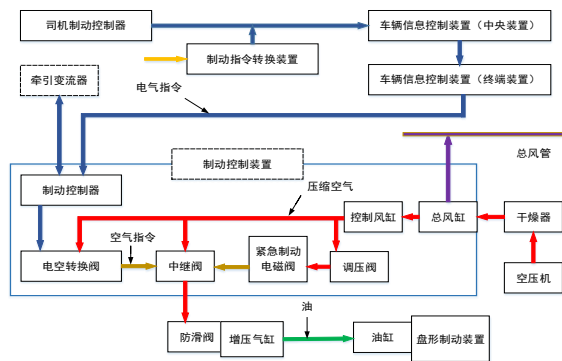 司机制动控制器
车辆信息控制装置（中央装置）
制动指令转换装置
牵引变流器
车辆信息控制装置（终端装置）
电气指令
总风管
制动控制装置
制动控制器
压缩空气
控制风缸
总风缸
干燥器
空气指令
电空转换阀
中继阀
紧急制动
电磁阀
调压阀
空压机
油
防滑阀
增压气缸
油缸
盘形制动装置